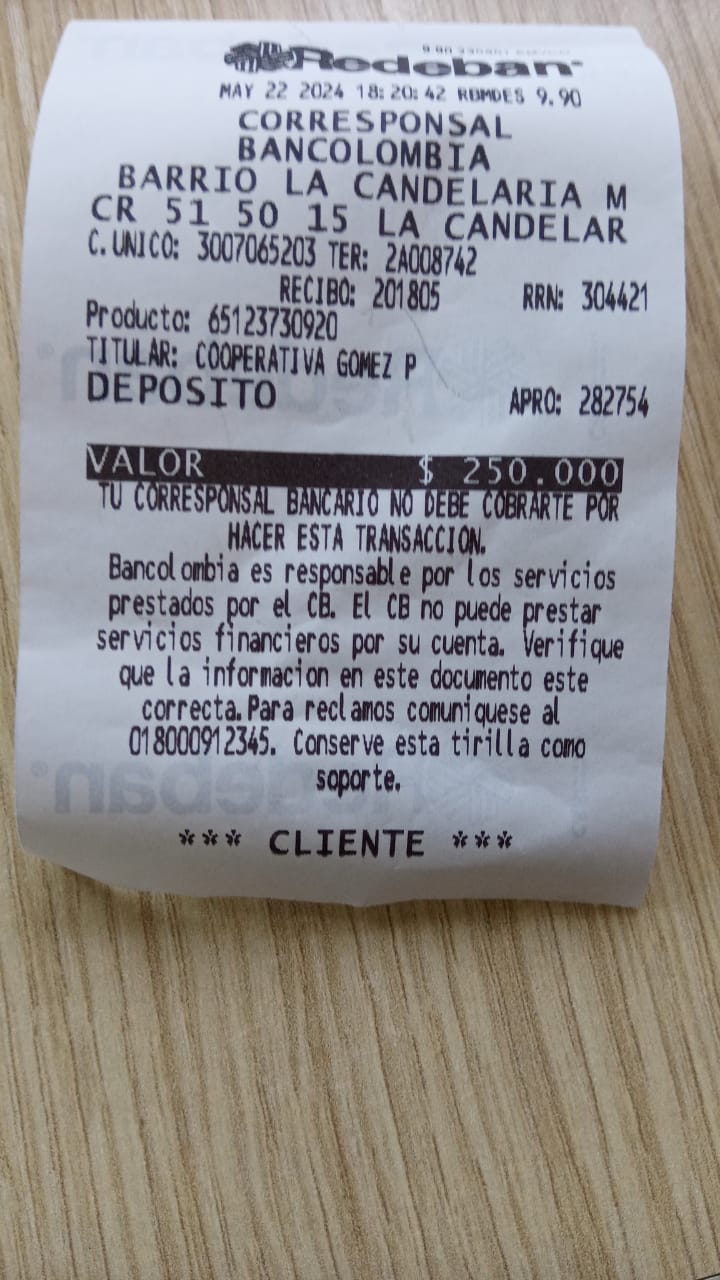 Redeban
MAY 22 2024 18:20:42 RBMDES 9.90
CORRESPONSAL
BANCOLOMBIA
BARRIO LA CANDELARIA M
CR 51 50 15 LA CANDELAR
C.UNICO: 3007065203 TER: 2A008742
RECIBO: 201805 RRN: 304421
Producto: 65123730920
TITULAR: COOPERATIVA GOMEZ P
DEPOSITO APRO: 282754
VALOR $ 250.000
TU CORRESPONSAL BANCARIO NO DEBE COBRARTE POR
HACER ESTA TRANSACCION.
Bancolombia es responsable por los servicios
prestados por el CB. El CB no puede prestar
servicios financieros por su cuenta. Verifique
que la informacion en este documento este
correcta.Para reclamos comuniquese al
018000912345. Conserve esta tirilla como
soporte.
*** CLIENTE ***